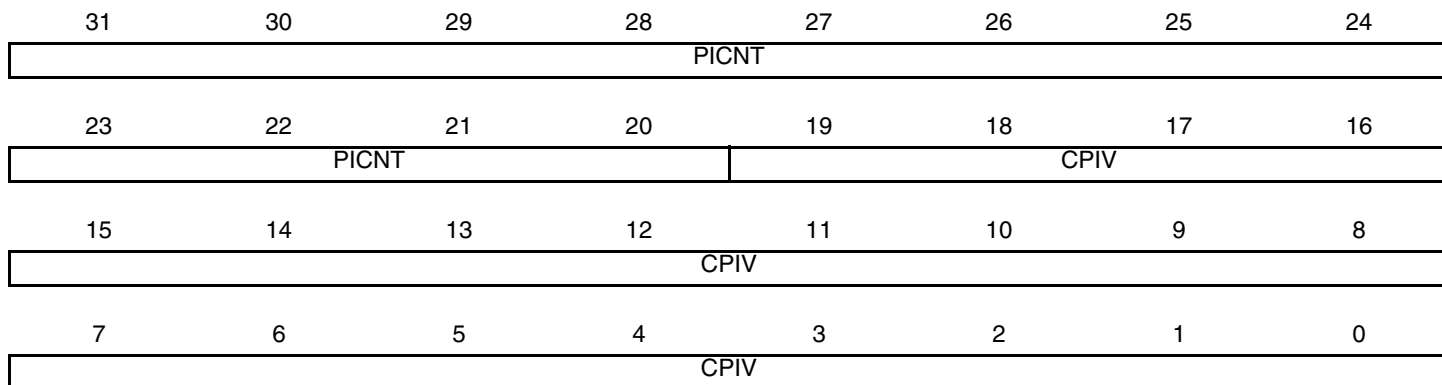 31 30 29 28 27 26 25 24
PICNT
23 22 21 20 19 18 17 16
PICNT CPIV
15 14 13 12 11 10 9 8
CPIV
7 6 5 4 3 2 1 0
CPIV